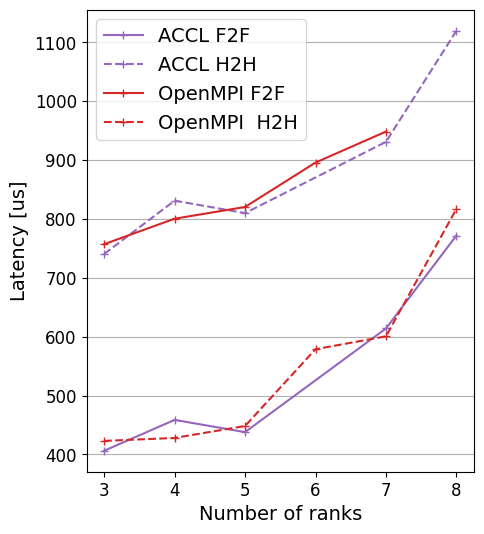 ACCL F2F
ACCL H2H
OpenMPI F2F
OpenMPI  H2H
1100
1000
900
800
700
600
500
400
Latency [us]
3 4 5 6 7 8
Number of ranks